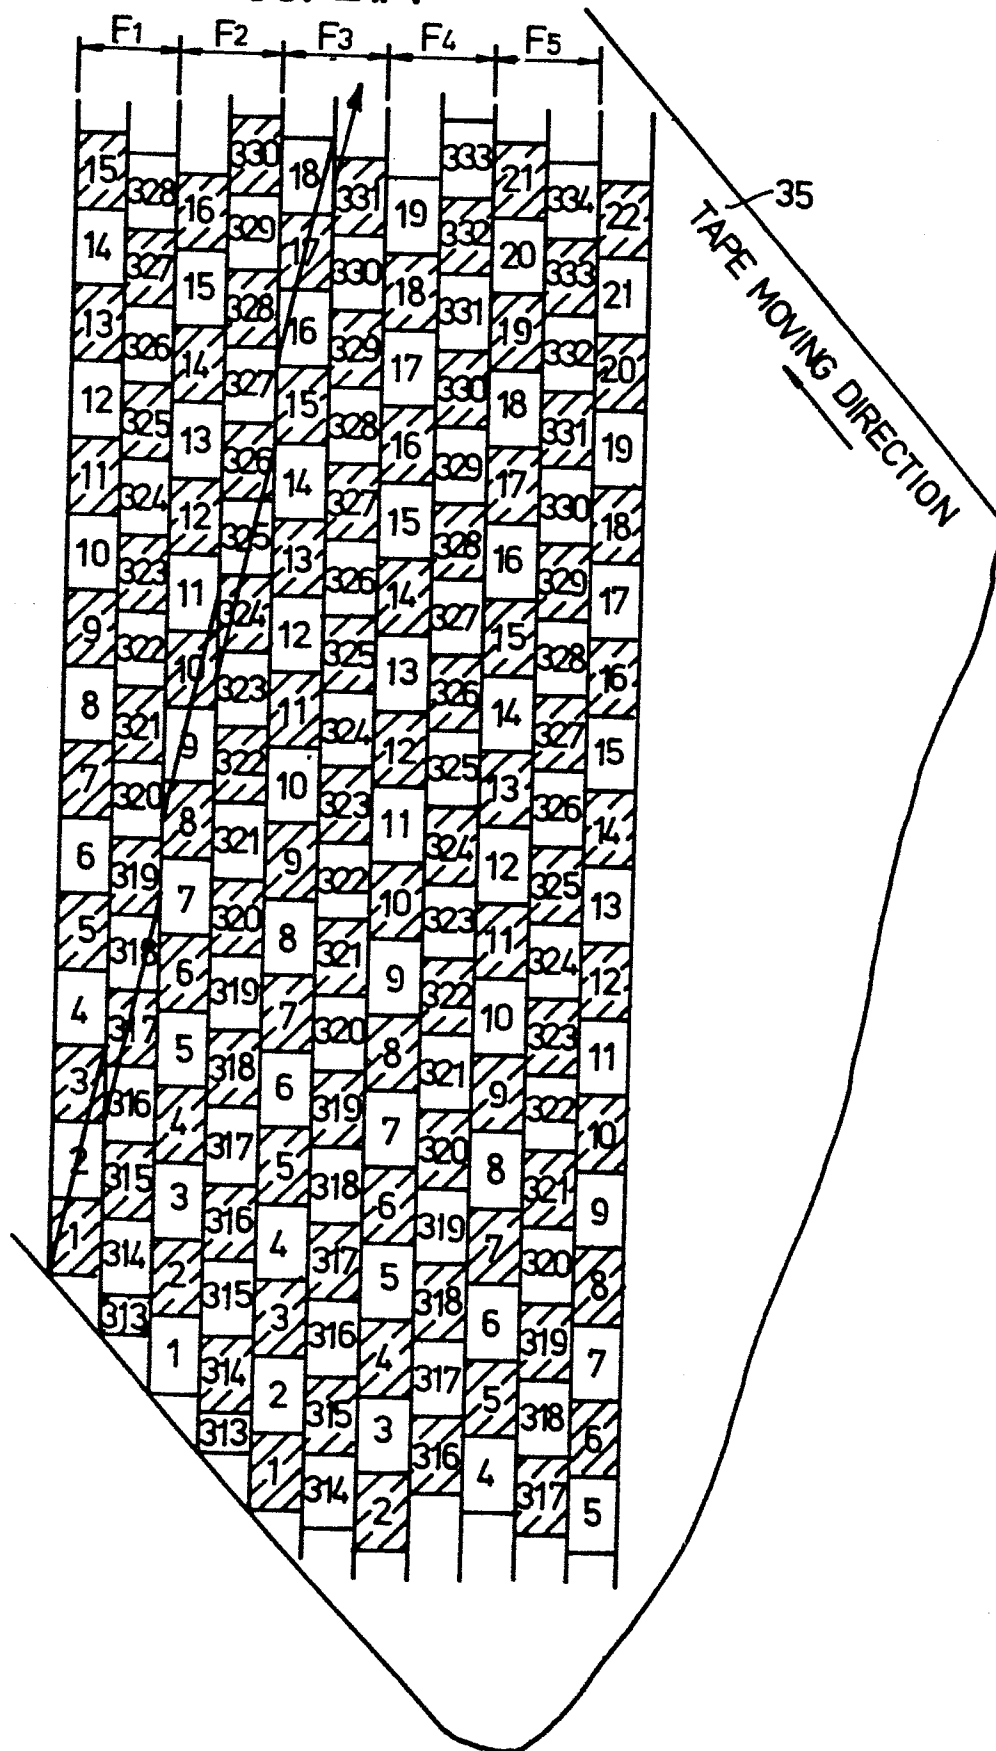 F1 F2 F3 F4 F5
15 14 13 12 11 10 9 8 7 6 5 4 3 2 1
328 327 326 325 324 323 322 321 320 319 318 317 316 315 314 313
16 15 14 13 12 11 10 9 8 7 6 5 4 3 2 1
330 329 328 327 326 325 324 323 322 321 320 319 318 317 316 315 314 313
18 17 16 15 14 13 12 11 10 9 8 7 6 5 4 3 2 1
331 330 329 328 327 326 325 324 323 322 321 320 319 318 317 316 315 314
19 18 17 16 15 14 13 12 11 10 9 8 7 6 5 4 3 2
333 332 331 330 329 328 327 326 325 324 323 322 321 320 319 318 317 316
21 20 19 18 17 16 15 14 13 12 11 10 9 8 7 6 5 4
334 333 332 331 330 329 328 327 326 325 324 323 322 321 320 319 318 317
22 21 20 19 18 17 16 15 14 13 12 11 10 9 8 7 6 5
35
TAPE MOVING DIRECTION